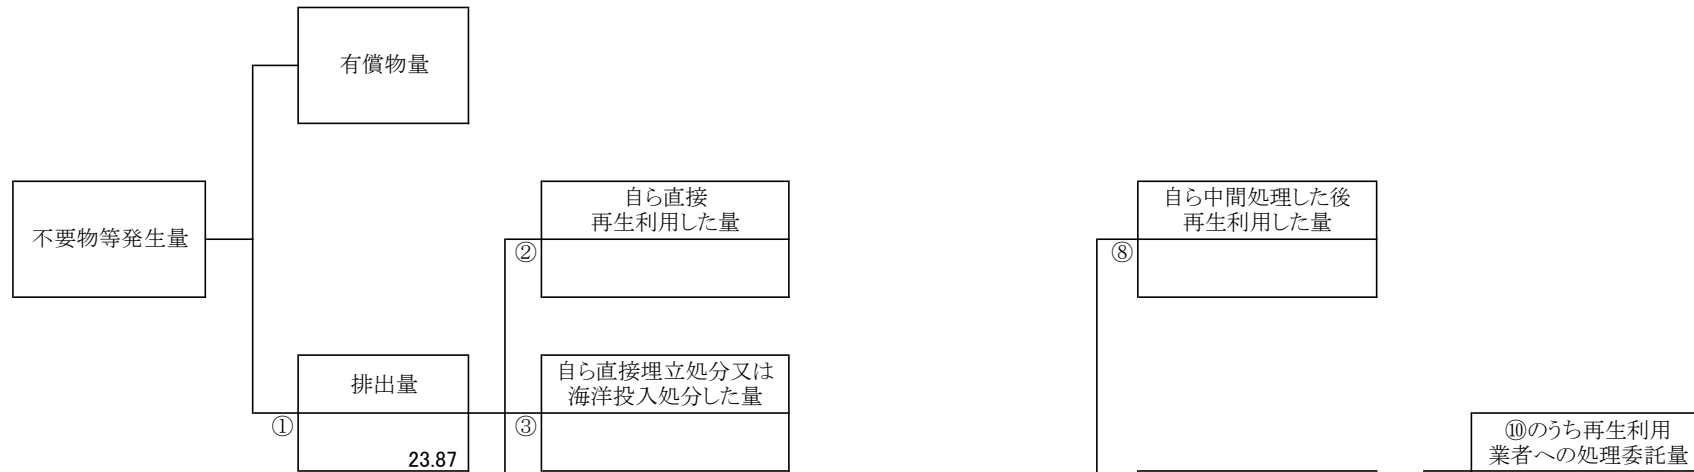 有償物量
不要物等発生量
自ら直接
再生利用した量
②
自ら中間処理した後
再生利用した量
⑧
排出量
①
23.87
自ら直接埋立処分又は
海洋投入処分した量
③
⑩のうち再生利用
業者への処理委託量